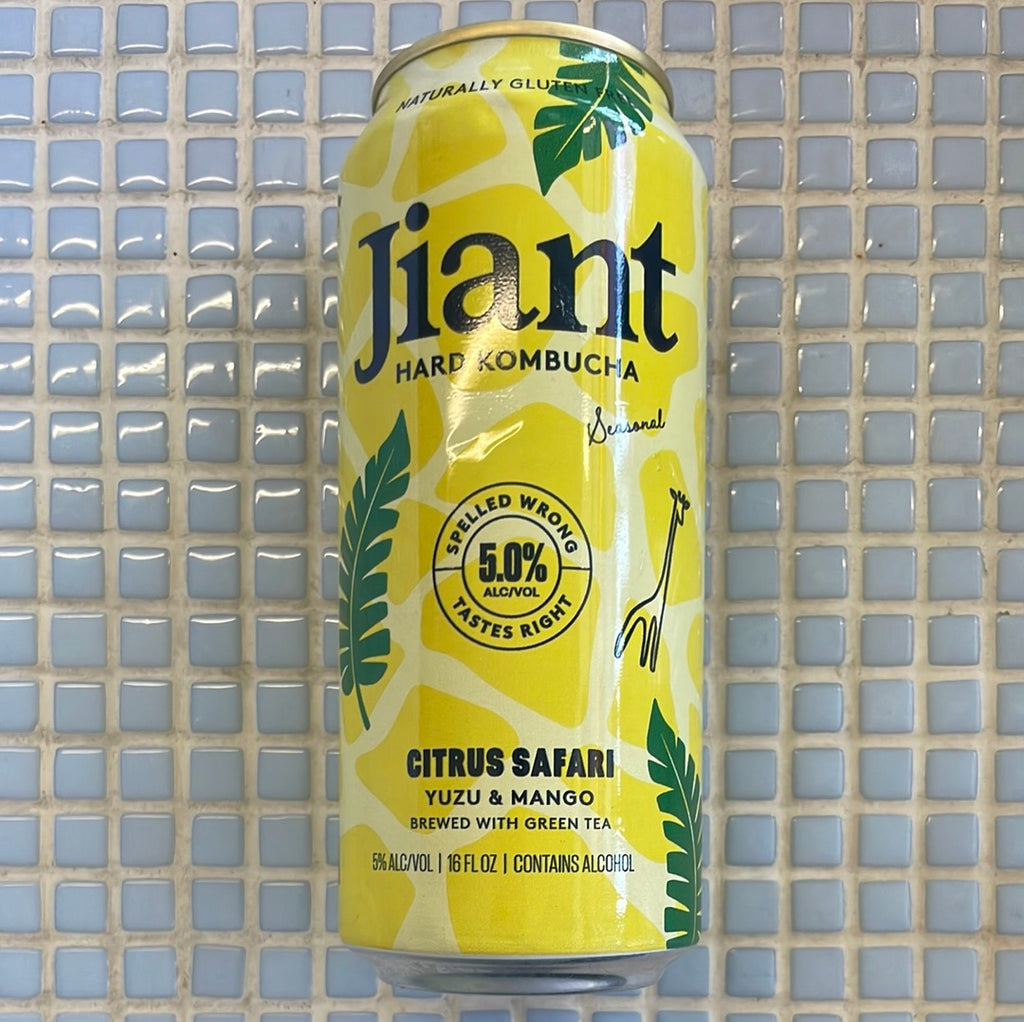 NATURALLY GLUTEN FREE
Jiant
HARD KOMBUCHA
Seasonal
SPELLED WRONG
5.0%
ALC/VOL
TASTES RIGHT
CITRUS SAFARI
YUZU & MANGO
BREWED WITH GREEN TEA
5% ALC/VOL | 16 FL OZ | CONTAINS ALCOHOL